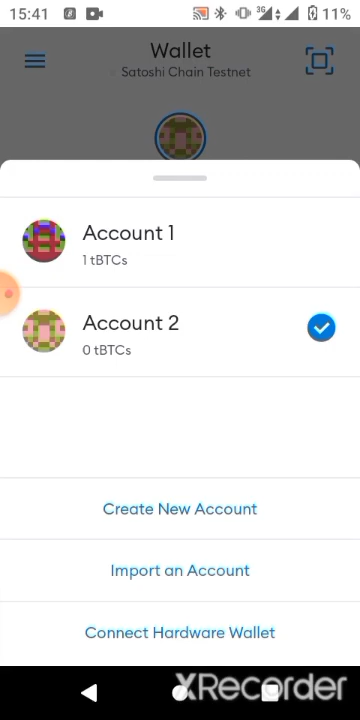 15:41
3G
11%
Wallet
Satoshi Chain Testnet
Account 1
1 tBTCs
Account 2
0 tBTCs
Create New Account
Import an Account
Connect Hardware Wallet
XRecorder